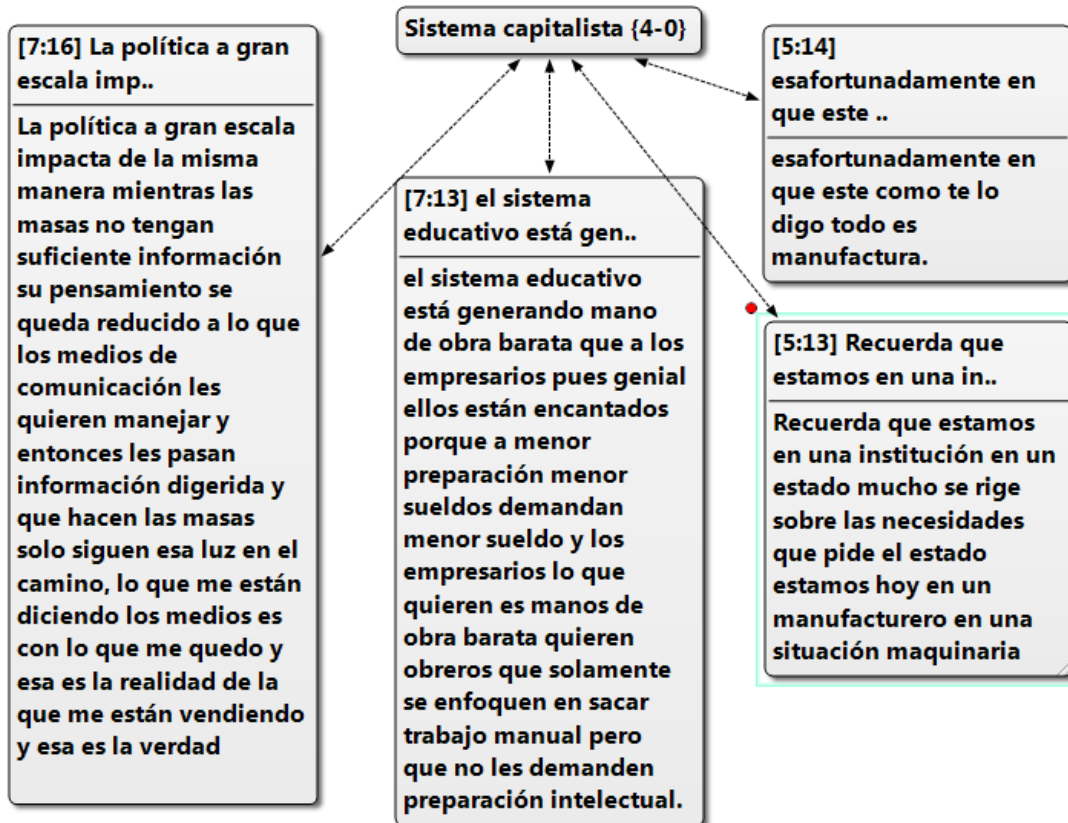 Sistema capitalista {4-0}
[7:16] La política a gran
escala imp..
La política a gran escala
impacta de la misma
manera mientras las
masas no tengan
suficiente información
su pensamiento se
queda reducido a lo que
los medios de
comunicación les
quieren manejar y
entonces les pasan
información digerida y
que hacen las masas
solo siguen esa luz en el
camino, lo que me están
diciendo los medios es
con lo que me quedo y
esa es la realidad de la
que me están vendiendo
y esa es la verdad
[7:13] el sistema
educativo está gen..
el sistema educativo
está generando mano
de obra barata que a los
empresarios pues genial
ellos están encantados
porque a menor
preparación menor
sueldos demandan
menor sueldo y los
empresarios lo que
quieren es manos de
obra barata quieren
obreros que solamente
se enfoquen en sacar
trabajo manual pero
que no les demanden
preparación intelectual.
[5:14]
esafortunadamente en
que este ..
esafortunadamente en
que este como te lo
digo todo es
manufactura.
[5:13] Recuerda que
estamos en una in..
Recuerda que estamos
en una institución en un
estado mucho se rige
sobre las necesidades
que pide el estado
estamos hoy en un
manufacturero en una
situación maquinaria